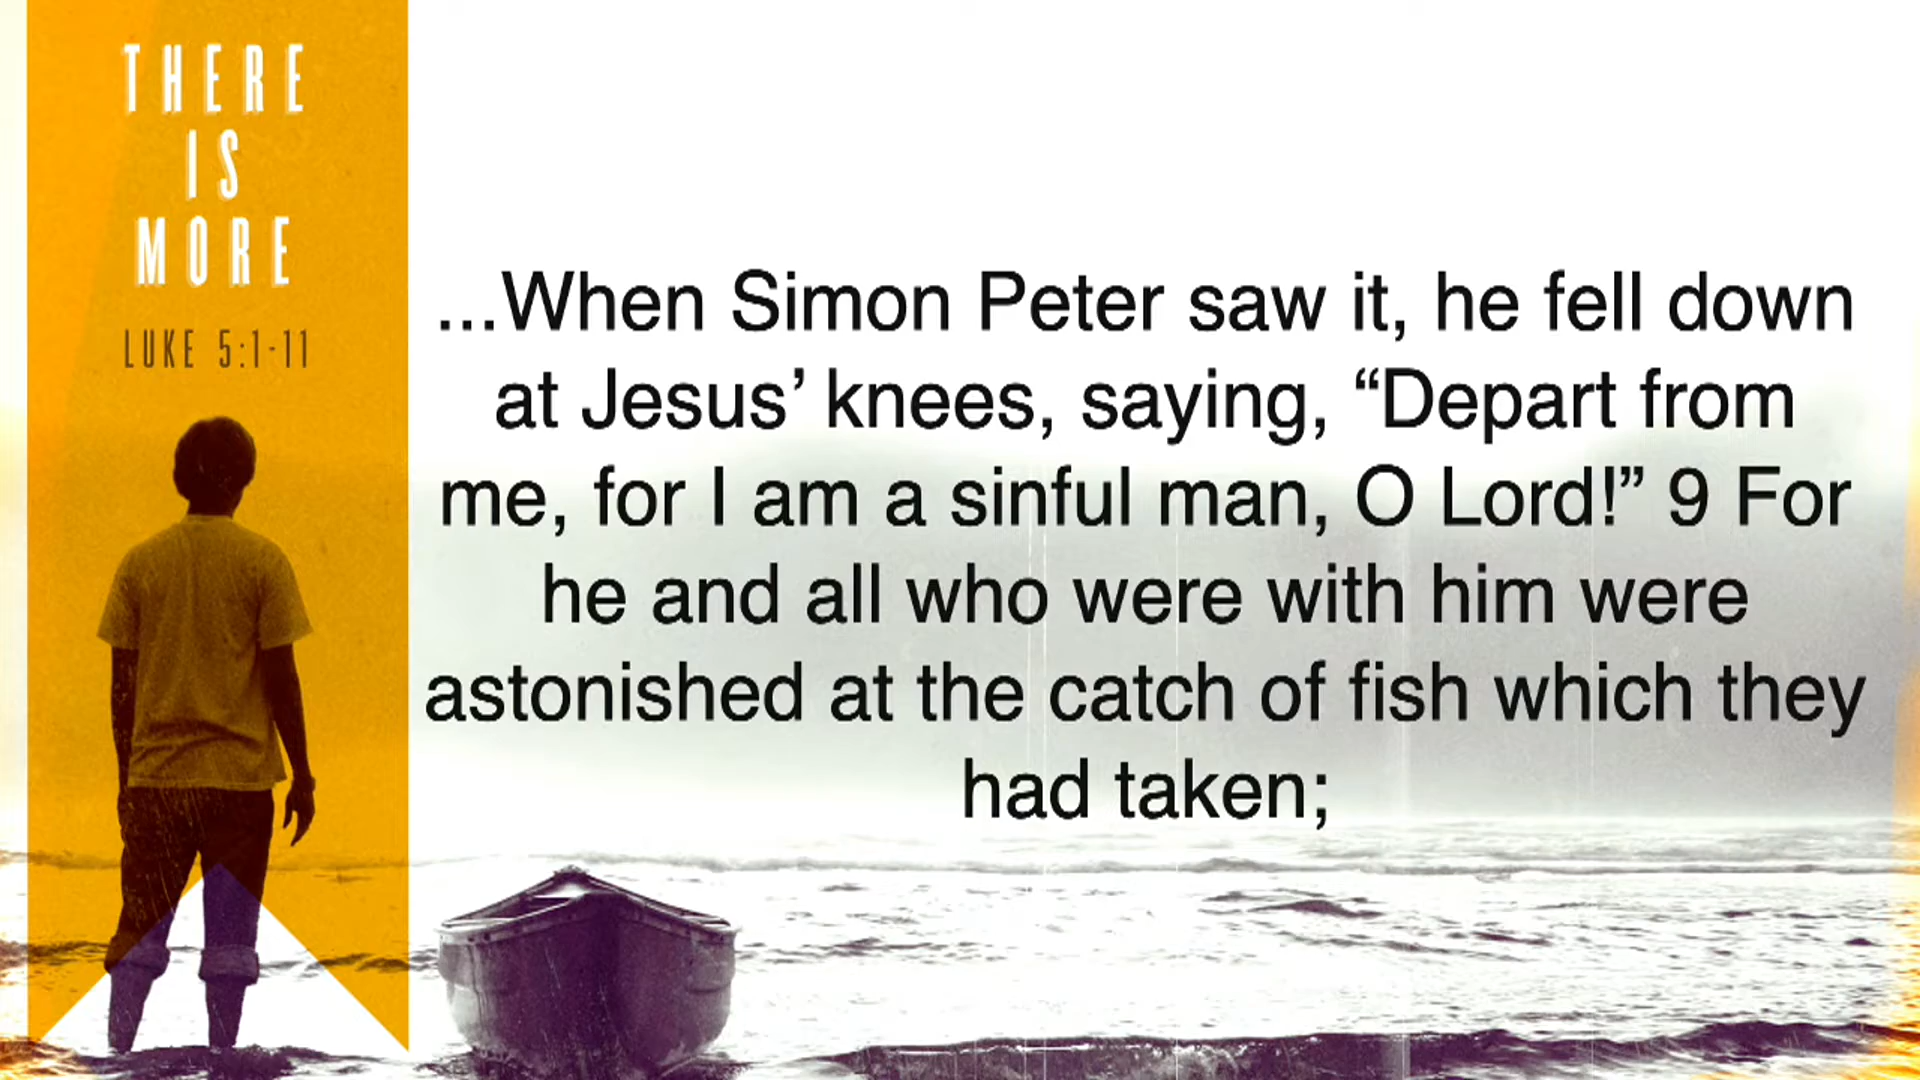 THERE
IS
MORE
LUKE 5:1-11
...When Simon Peter saw it, he fell down
at Jesus’ knees, saying, “Depart from
me, for I am a sinful man, O Lord!” 9 For
he and all who were with him were
astonished at the catch of fish which they
had taken;